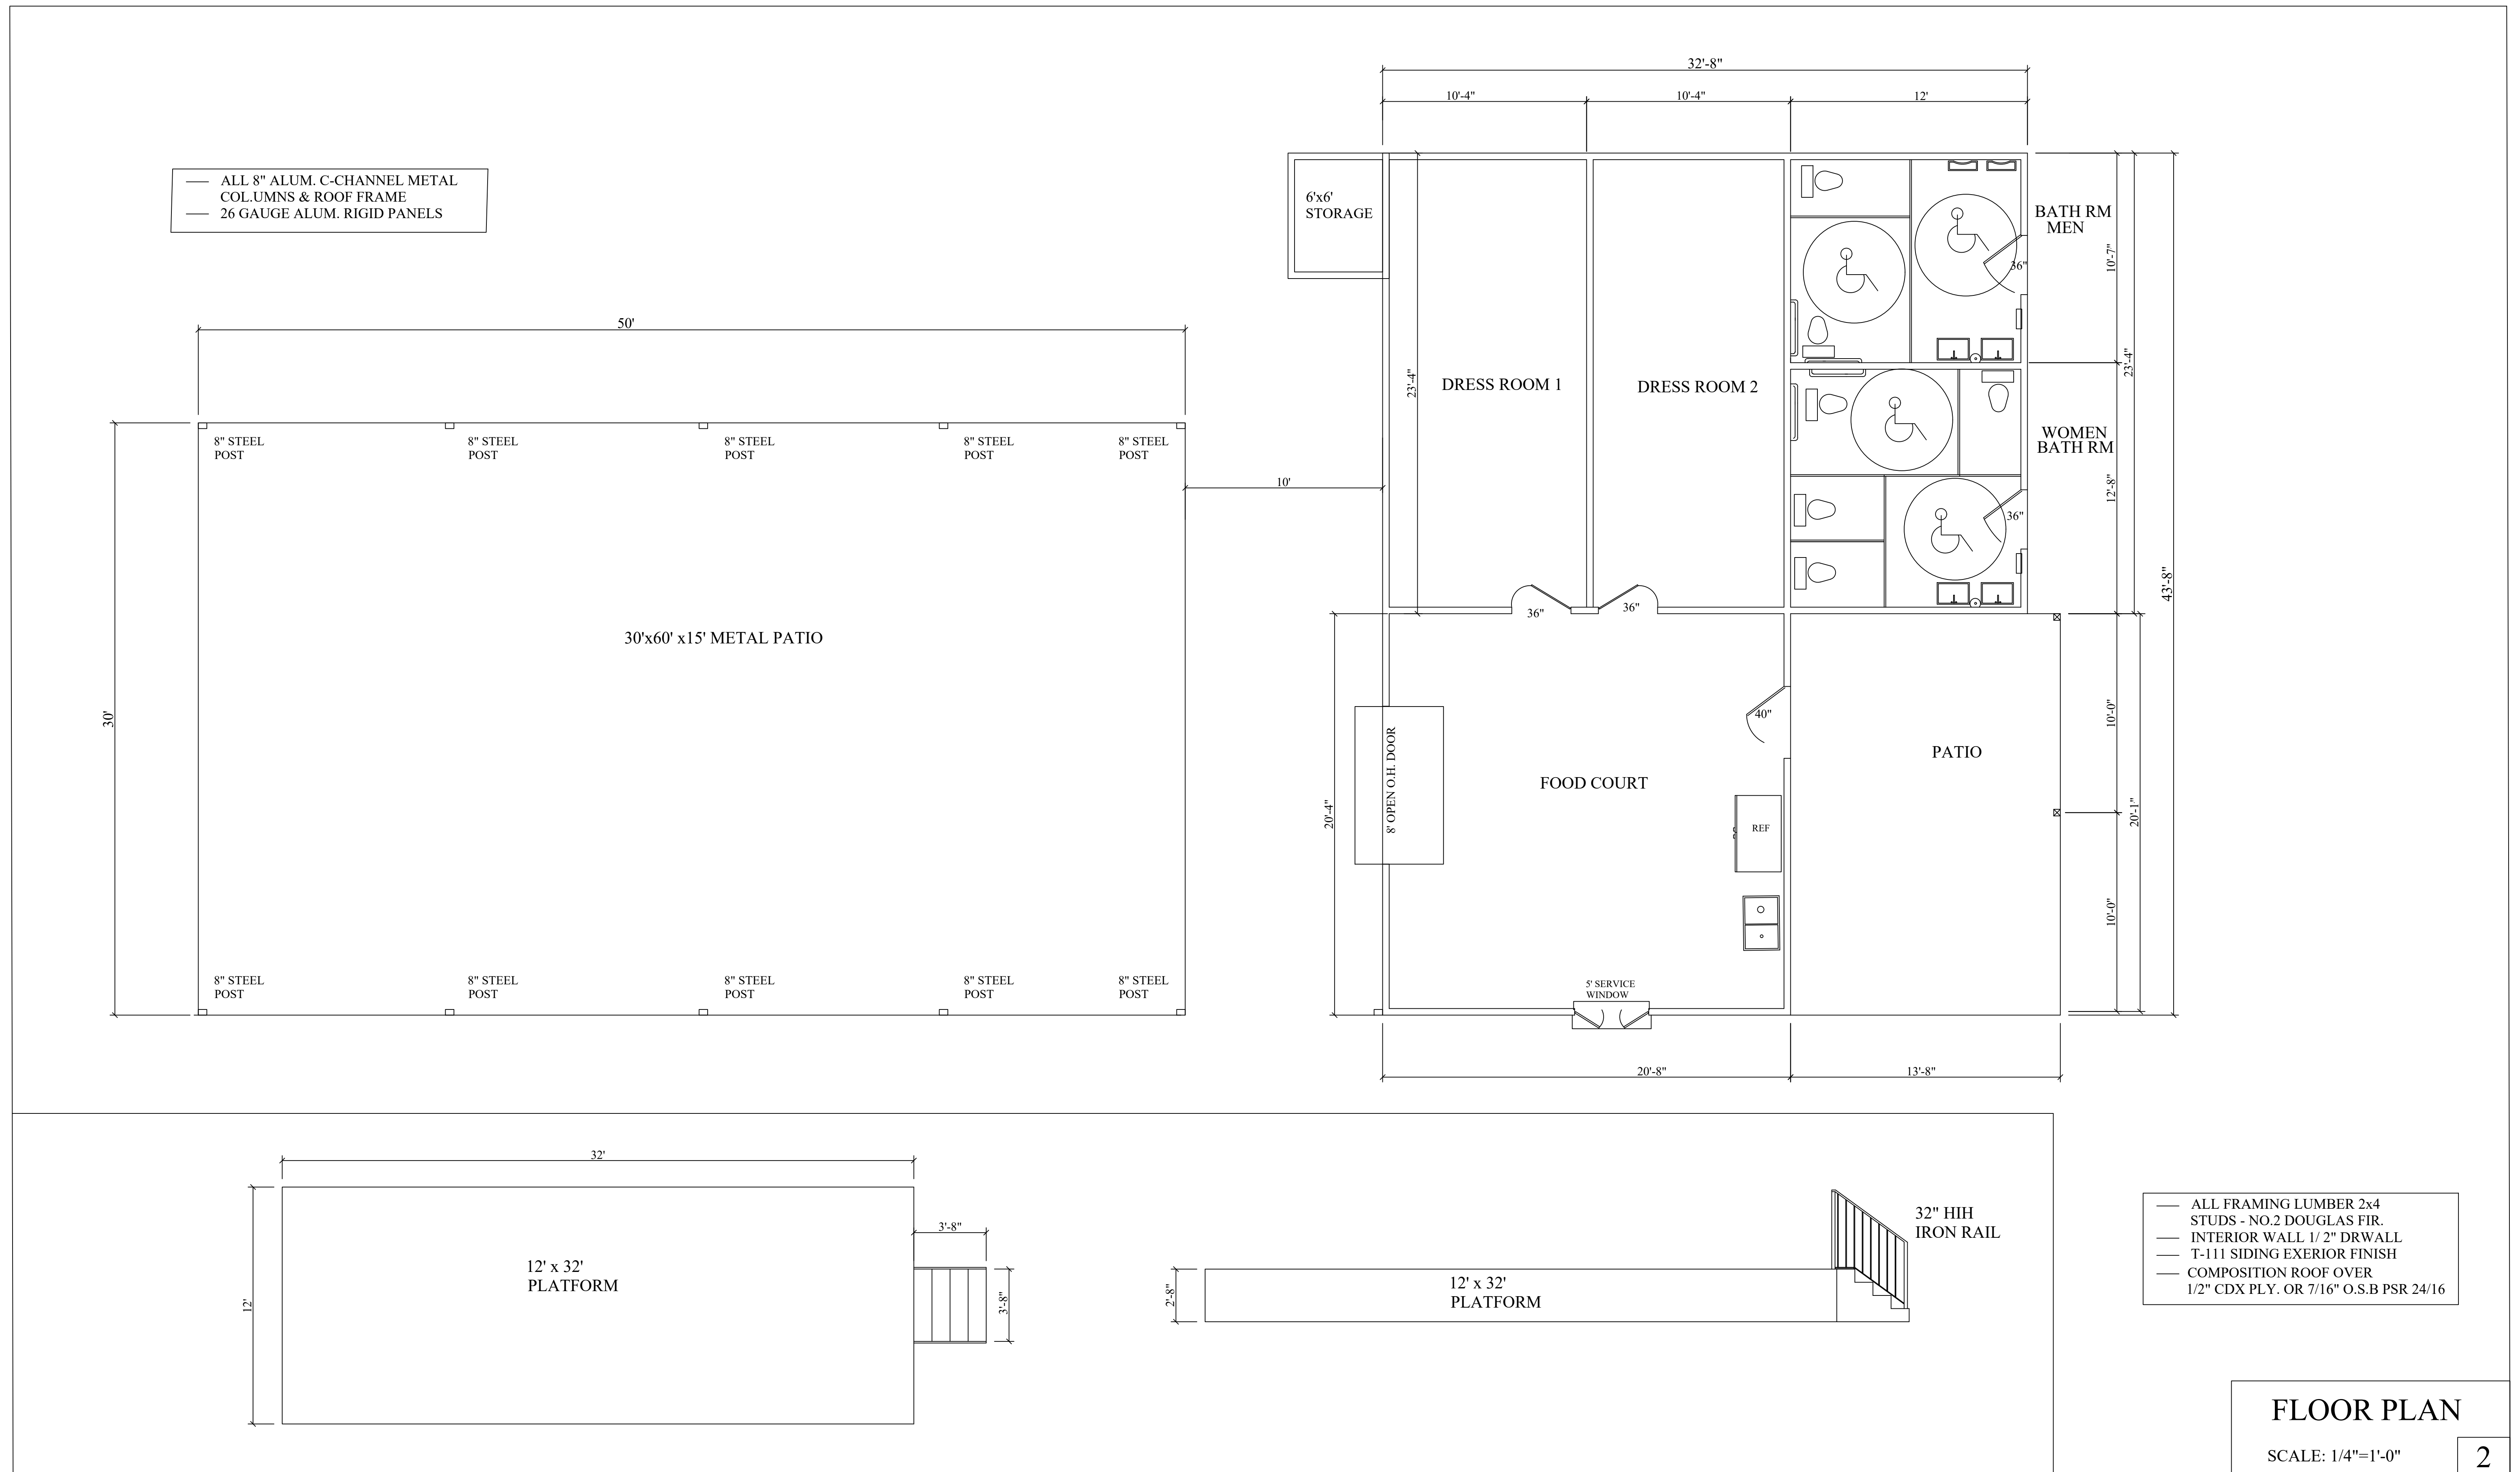 32'-8"
10'-4"
10'-4"
12'
ALL 8" ALUM. C-CHANNEL METAL
COL.UMNS & ROOF FRAME
26 GAUGE ALUM. RIGID PANELS
6'x6'
STORAGE
BATH RM
MEN
10'-7"
36"
23'-4"
50'
23'-4"
DRESS ROOM 1
DRESS ROOM 2
WOMEN
BATH RM
12'-8"
36"
8" STEEL
POST
8" STEEL
POST
8" STEEL
POST
8" STEEL
POST
8" STEEL
POST
10'
43'-8"
36"
36"
30'x60' x15' METAL PATIO
30'
40"
10'-0"
PATIO
8' OPEN O.H. DOOR
FOOD COURT
20'-4"
20'-1"
REF
10'-0"
8" STEEL
POST
8" STEEL
POST
8" STEEL
POST
8" STEEL
POST
8" STEEL
POST
5' SERVICE
WINDOW
20'-8"
13'-8"
32'
12'
12' x 32'
PLATFORM
3'-8"
3'-8"
2'-8"
12' x 32'
PLATFORM
32" HIH
IRON RAIL
ALL FRAMING LUMBER 2x4
STUDS - NO.2 DOUGLAS FIR.
INTERIOR WALL 1/ 2" DRWALL
T-111 SIDING EXERIOR FINISH
COMPOSITION ROOF OVER
1/2" CDX PLY. OR 7/16" O.S.B PSR 24/16
FLOOR PLAN
SCALE: 1/4"=1'-0"
2